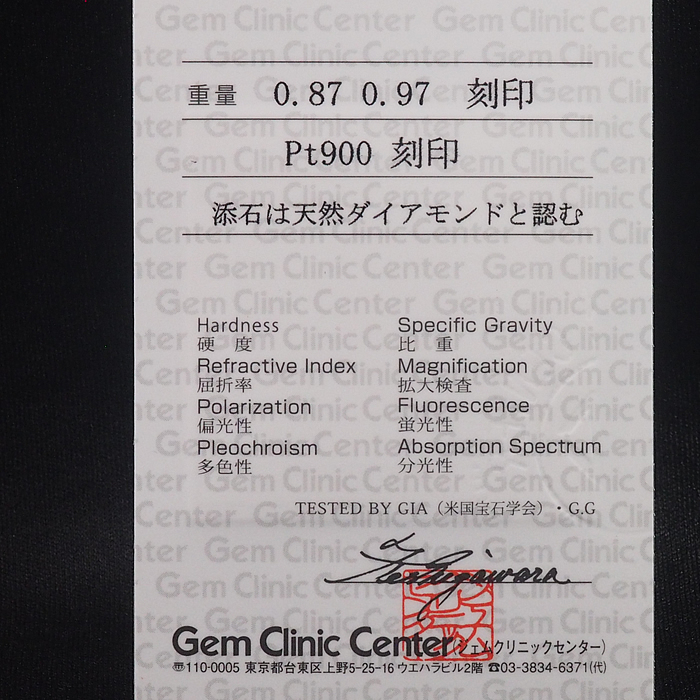 重量 0.87 0.97 刻印
Pt900 刻印
添石は天然ダイアモンドと認む
Hardness
硬 度
Specific Gravity
比 重
Refractive Index
屈折率
Magnification
拡大検査
Polarization
偏光性
Fluorescence
蛍光性
Pleochroism
多色性
Absorption Spectrum
分光性
TESTED BY GIA（米国宝石学会）・G.G
Gem Clinic Center（ジェムクリニックセンター）
〠110-0005 東京都台東区上野5-25-16 ウエハラビル2階 ☎03-3834-6371(代)